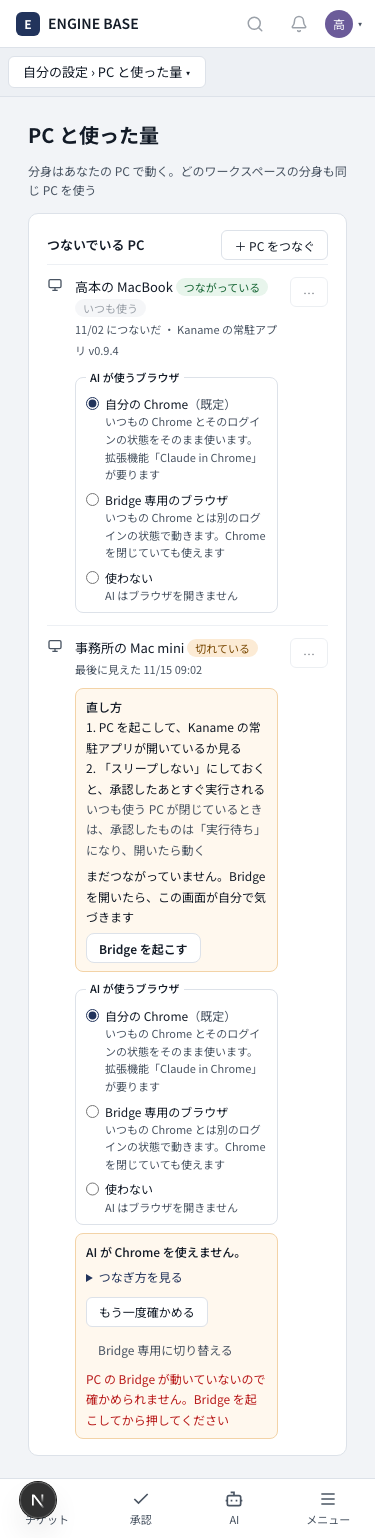 E ENGINE BASE 高
自分の設定 › PC と使った量
PC と使った量
分身はあなたの PC で動く。どのワークスペースの分身も同
じ PC を使う
つないでいる PC ＋ PC をつなぐ
高本の MacBook つながっている …
いつも使う
11/02 につないだ ・ Kaname の常駐アプ
リ v0.9.4
AI が使うブラウザ
自分の Chrome（既定）
いつもの Chrome とそのログイ
ンの状態をそのまま使います。
拡張機能「Claude in Chrome」
が要ります
Bridge 専用のブラウザ
いつもの Chrome とは別のログ
インの状態で動きます。Chrome
を閉じていても使えます
使わない
AI はブラウザを開きません
事務所の Mac mini 切れている …
最後に見えた 11/15 09:02
直し方
1. PC を起こして、Kaname の常
駐アプリが開いているか見る
2. 「スリープしない」にしておく
と、承認したあとすぐ実行される
いつも使う PC が閉じているとき
は、承認したものは「実行待ち」
になり、開いたら動く
まだつながっていません。Bridge
を開いたら、この画面が自分で気
づきます
Bridge を起こす
AI が使うブラウザ
自分の Chrome（既定）
いつもの Chrome とそのログイ
ンの状態をそのまま使います。
拡張機能「Claude in Chrome」
が要ります
Bridge 専用のブラウザ
いつもの Chrome とは別のログ
インの状態で動きます。Chrome
を閉じていても使えます
使わない
AI はブラウザを開きません
AI が Chrome を使えません。
つなぎ方を見る
もう一度確かめる
Bridge 専用に切り替える
PC の Bridge が動いていないので
確かめられません。Bridge を起
こしてから押してください
N
チケット 承認 AI メニュー